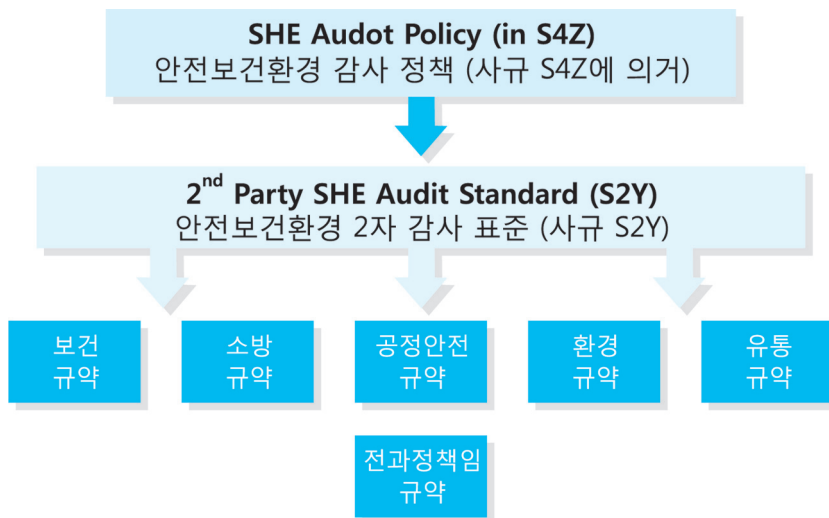 SHE Audot Policy (in S4Z)
안전보건환경 감사 정책 (사규 S4Z에 의거)
2nd Party SHE Audit Standard (S2Y)
안전보건환경 2자 감사 표준 (사규 S2Y)
보건
규약
소방
규약
공정안전
규약
환경
규약
유통
규약
전과정책임
규약